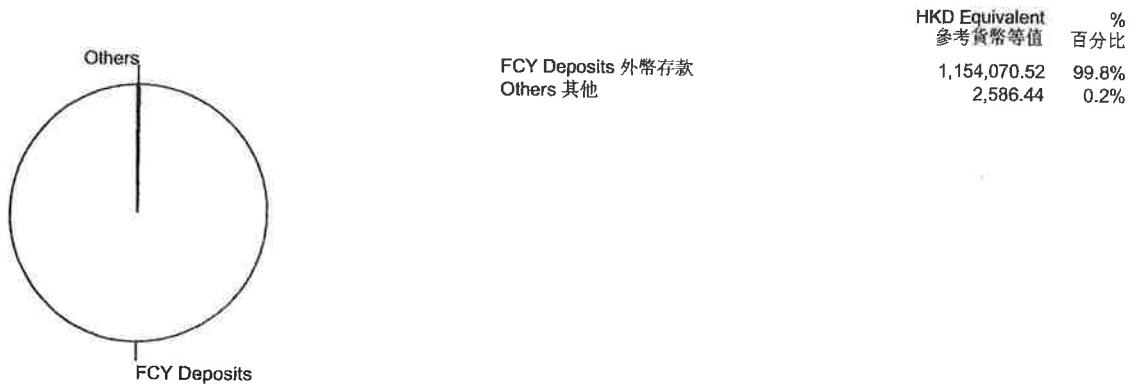 Others
FCY Deposits
HKD Equivalent %
參考貨幣等值 百分比
FCY Deposits 外幣存款 1,154,070.52 99.8%
Others 其他 2,586.44 0.2%